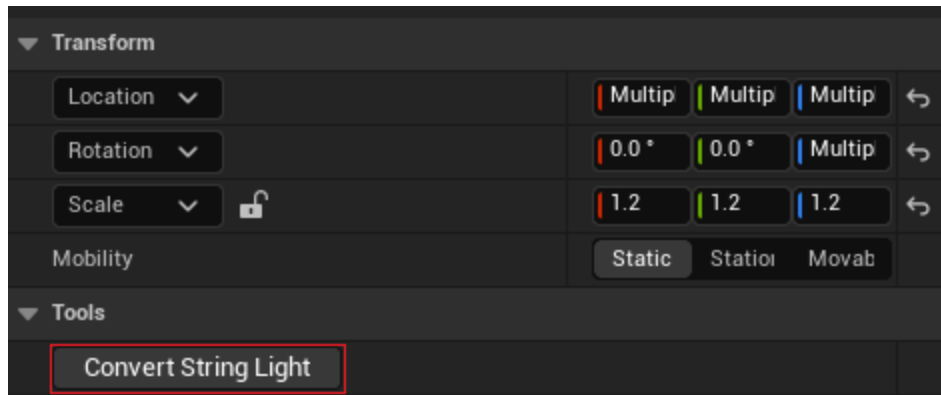 Transform
Location Multip Multip Multip
Rotation 0.0 ° 0.0 ° Multip
Scale 1.2 1.2 1.2
Mobility Static Statior Movab
Tools
Convert String Light